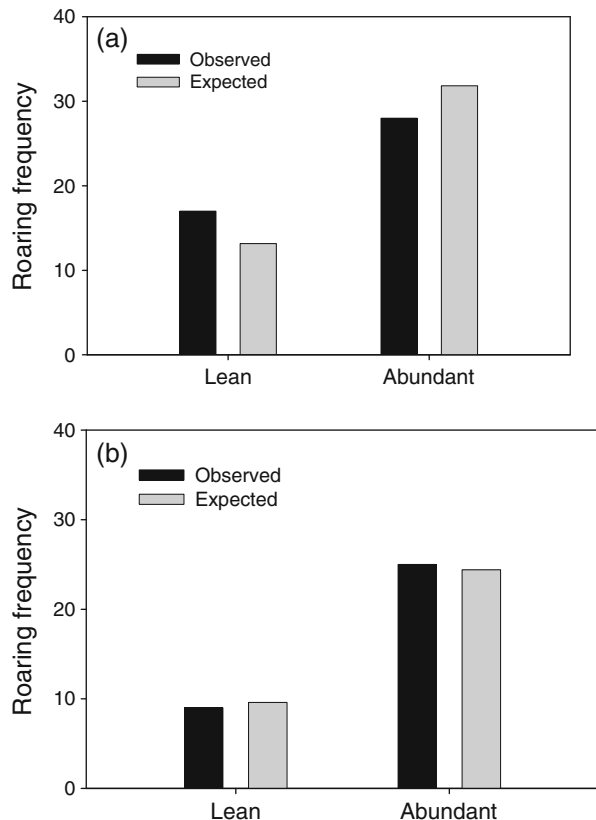 (a)
Observed
Expected
Roaring frequency
40
30
20
10
0
Lean Abundant
(b)
Observed
Expected
Roaring frequency
40
30
20
10
0
Lean Abundant